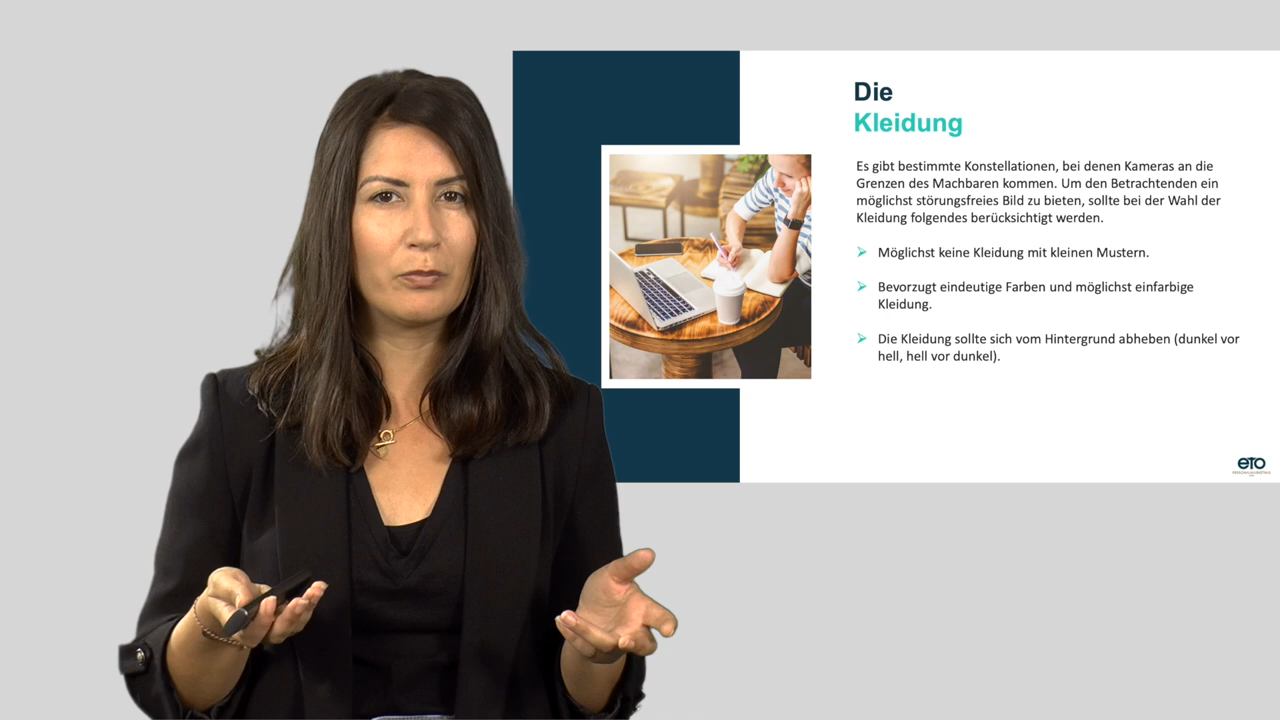 Die
Kleidung
Es gibt bestimmte Konstellationen, bei denen Kameras an die
Grenzen des Machbaren kommen. Um den Betrachtenden ein
möglichst störungsfreies Bild zu bieten, sollte bei der Wahl der
Kleidung folgendes berücksichtigt werden.
Möglichst keine Kleidung mit kleinen Mustern.
Bevorzugt eindeutige Farben und möglichst einfarbige
Kleidung.
Die Kleidung sollte sich vom Hintergrund abheben (dunkel vor
hell, hell vor dunkel).
eTO